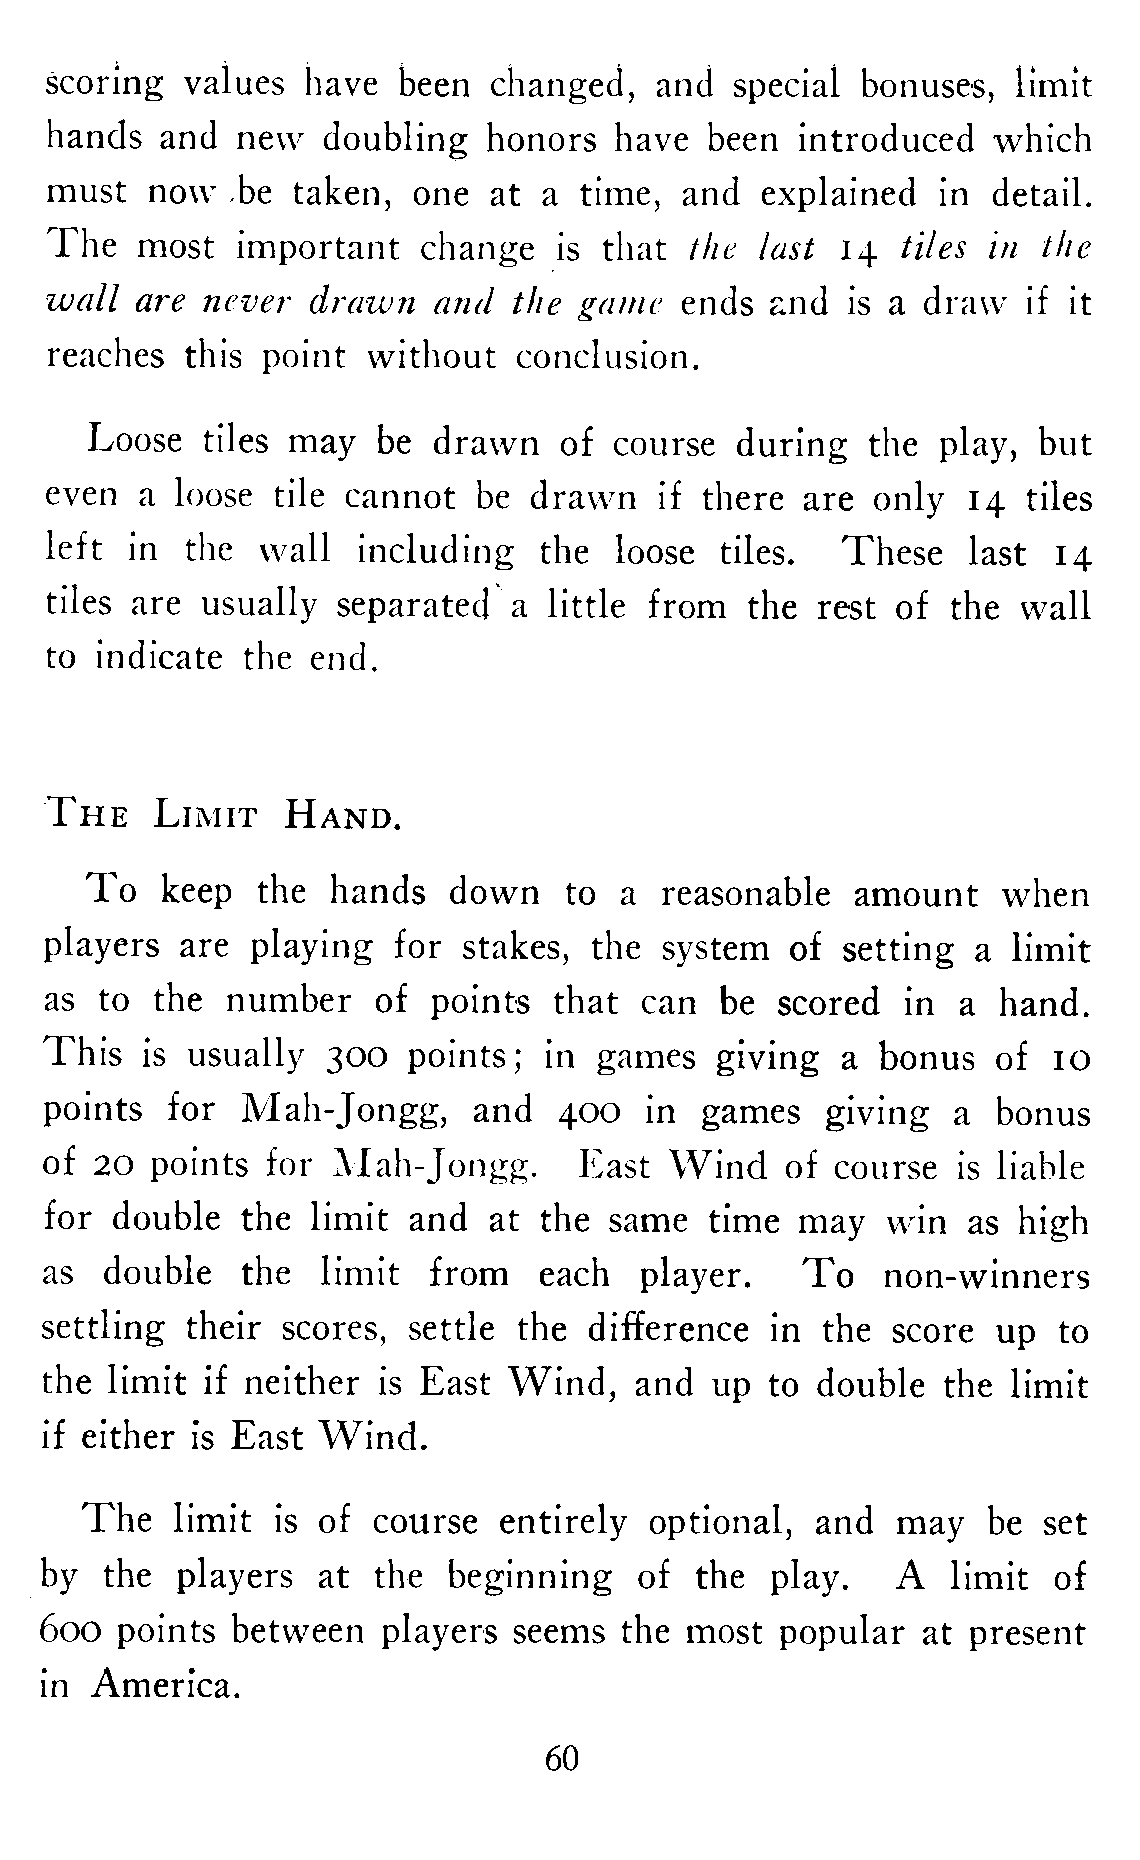 scoring values have been changed, and special bonuses, limit
hands and new doubling honors have been introduced which
must now be taken, one at a time, and explained in detail.
The most important change is that the last 14 tiles in the
wall are never drawn and the game ends and is a draw if it
reaches this point without conclusion.
Loose tiles may be drawn of course during the play, but
even a loose tile cannot be drawn if there are only 14 tiles
left in the wall including the loose tiles. These last 14
tiles are usually separated a little from the rest of the wall
to indicate the end.
THE LIMIT HAND.
To keep the hands down to a reasonable amount when
players are playing for stakes, the system of setting a limit
as to the number of points that can be scored in a hand.
This is usually 300 points; in games giving a bonus of 10
points for Mah-Jongg, and 400 in games giving a bonus
of 20 points for Mah-Jongg. East Wind of course is liable
for double the limit and at the same time may win as high
as double the limit from each player. To non-winners
settling their scores, settle the difference in the score up to
the limit if neither is East Wind, and up to double the limit
if either is East Wind.
The limit is of course entirely optional, and may be set
by the players at the beginning of the play. A limit of
600 points between players seems the most popular at present
in America.
60